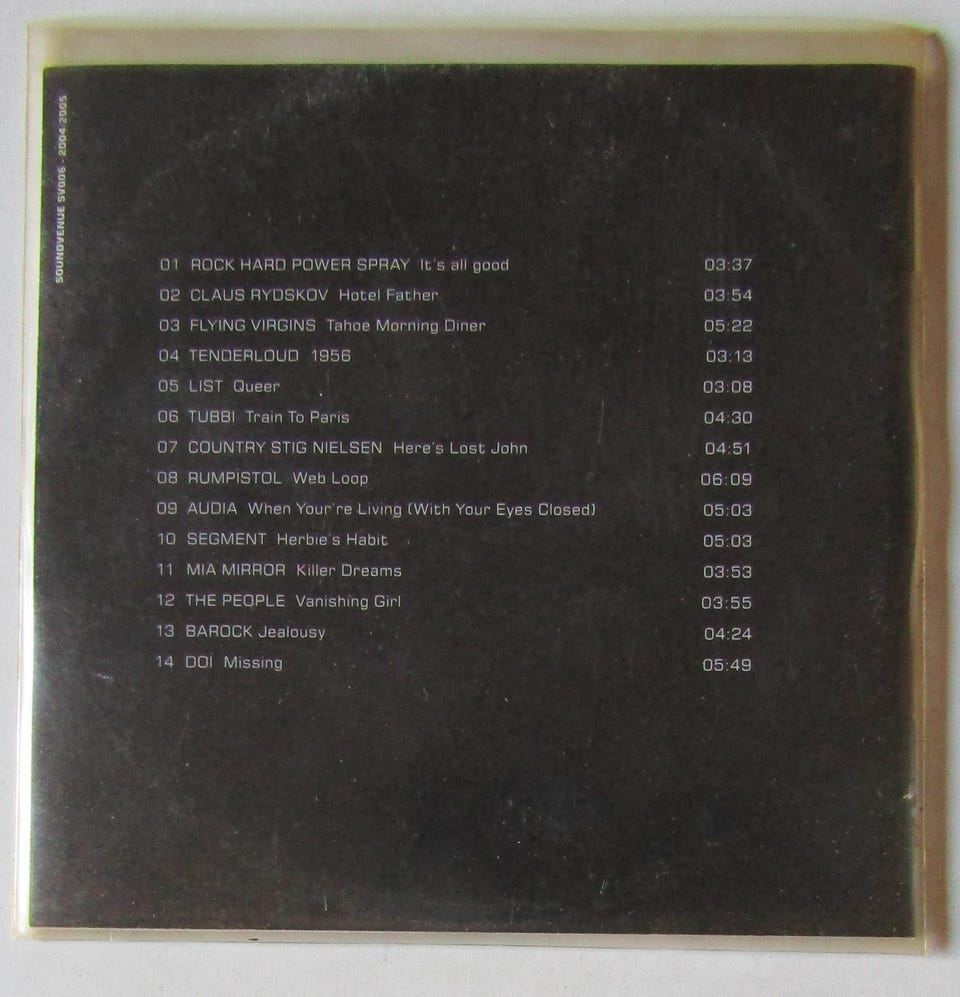 SOUNDVENUE SV006 - 2004-2005
01 ROCK HARD POWER SPRAY It's all good 03:37
02 CLAUS RYDSKOV Hotel Father 03:54
03 FLYING VIRGINS Tahoe Morning Diner 05:22
04 TENDERLOUD 1956 03:13
05 LIST Queer 03:08
06 TUBBI Train To Paris 04:30
07 COUNTRY STIG NIELSEN Here's Lost John 04:51
08 RUMPISTOL Web Loop 06:09
09 AUDIA When Your're Living (With Your Eyes Closed) 05:03
10 SEGMENT Herbie's Habit 05:03
11 MIA MIRROR Killer Dreams 03:53
12 THE PEOPLE Vanishing Girl 03:55
13 BAROCK Jealousy 04:24
14 DOI Missing 05:49